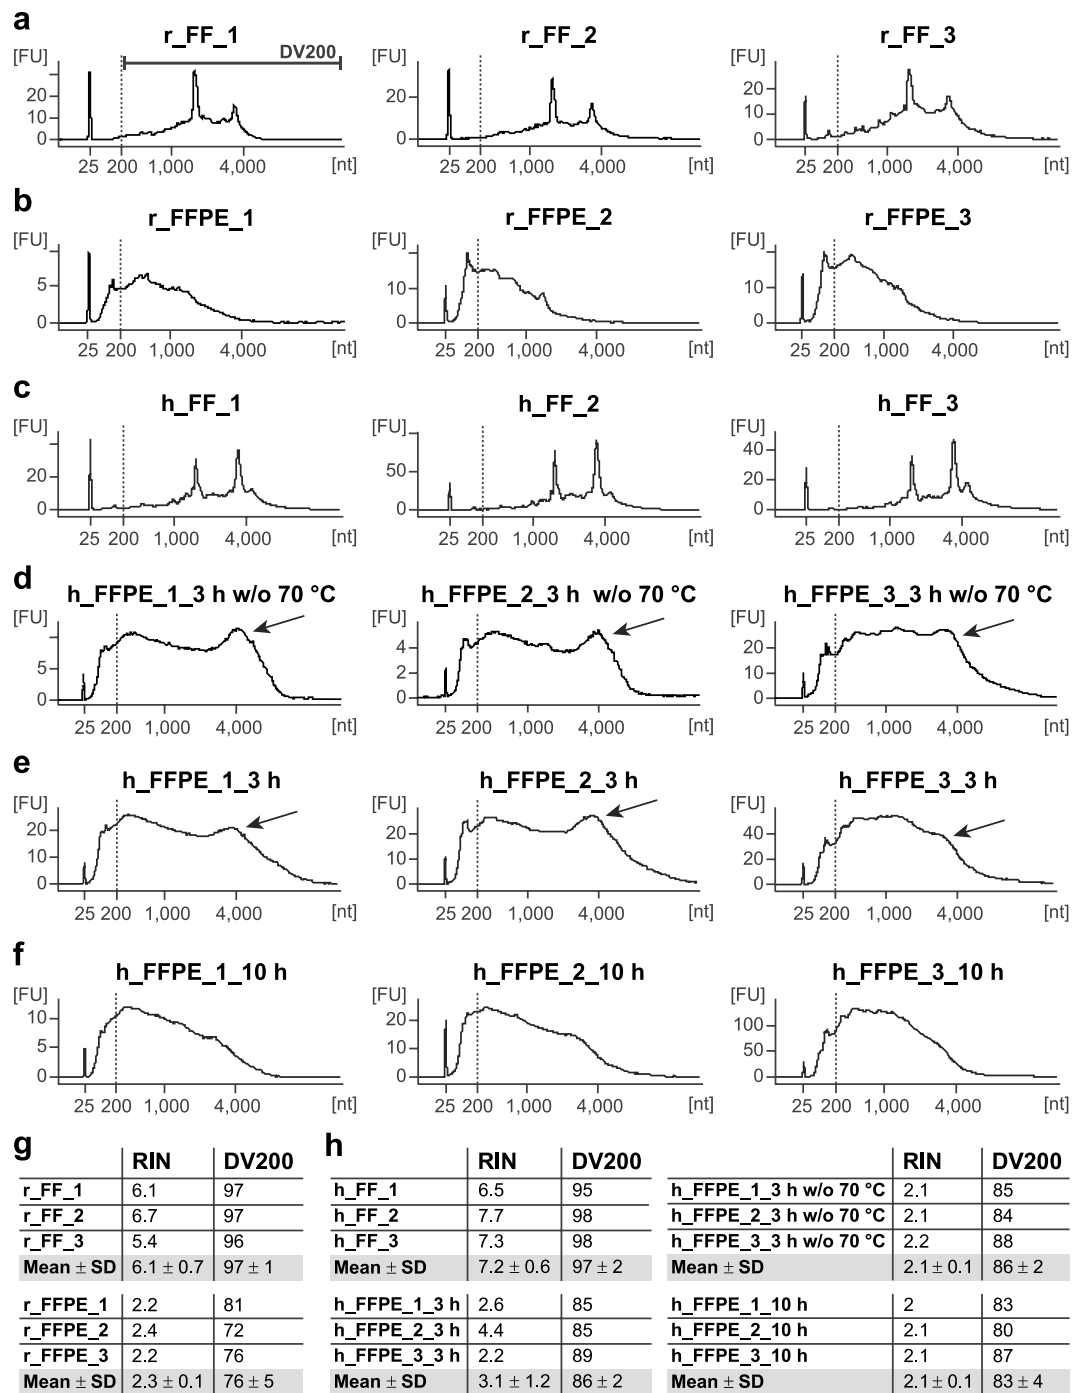 a
r_FF_1 r_FF_2 r_FF_3
[FU] DV200 [FU] [FU]
20 20 20
10 10 10
0 0 0
25 200 1,000 4,000 [nt] 25 200 1,000 4,000 [nt] 25 200 1,000 4,000 [nt]
b
r_FFPE_1 r_FFPE_2 r_FFPE_3
[FU] [FU] [FU]
5 10 10
0 0 0
25 200 1,000 4,000 [nt] 25 200 1,000 4,000 [nt] 25 200 1,000 4,000 [nt]
c
h_FF_1 h_FF_2 h_FF_3
[FU] [FU] [FU]
40
20 50 20
0 0 0
25 200 1,000 4,000 [nt] 25 200 1,000 4,000 [nt] 25 200 1,000 4,000 [nt]
d
h_FFPE_1_3 h w/o 70 °C h_FFPE_2_3 h w/o 70 °C h_FFPE_3_3 h w/o 70 °C
[FU] [FU] [FU]
5 4 20
2 10
0 0 0
25 200 1,000 4,000 [nt] 25 200 1,000 4,000 [nt] 25 200 1,000 4,000 [nt]
e
h_FFPE_1_3 h h_FFPE_2_3 h h_FFPE_3_3 h
[FU] [FU] [FU]
20 20 40
10 10 20
0 0 0
25 200 1,000 4,000 [nt] 25 200 1,000 4,000 [nt] 25 200 1,000 4,000 [nt]
f
h_FFPE_1_10 h h_FFPE_2_10 h h_FFPE_3_10 h
[FU] [FU] [FU]
10 20 100
5 10 50
0 0 0
25 200 1,000 4,000 [nt] 25 200 1,000 4,000 [nt] 25 200 1,000 4,000 [nt]
g
RIN DV200
r_FF_1 6.1 97
r_FF_2 6.7 97
r_FF_3 5.4 96
Mean ± SD 6.1 ± 0.7 97 ± 1
r_FFPE_1 2.2 81
r_FFPE_2 2.4 72
r_FFPE_3 2.2 76
Mean ± SD 2.3 ± 0.1 76 ± 5
h
RIN DV200
h_FF_1 6.5 95
h_FF_2 7.7 98
h_FF_3 7.3 98
Mean ± SD 7.2 ± 0.6 97 ± 2
h_FFPE_1_3 h 2.6 85
h_FFPE_2_3 h 4.4 85
h_FFPE_3_3 h 2.2 89
Mean ± SD 3.1 ± 1.2 86 ± 2
RIN DV200
h_FFPE_1_3 h w/o 70 °C 2.1 85
h_FFPE_2_3 h w/o 70 °C 2.1 84
h_FFPE_3_3 h w/o 70 °C 2.2 88
Mean ± SD 2.1 ± 0.1 86 ± 2
h_FFPE_1_10 h 2 83
h_FFPE_2_10 h 2.1 80
h_FFPE_3_10 h 2.1 87
Mean ± SD 2.1 ± 0.1 83 ± 4